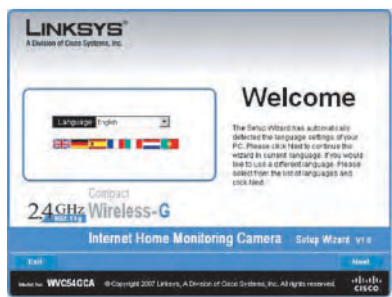 LINKSYS®
A Division of Cisco Systems, Inc.
Welcome
Language English
The Setup Wizard has automatically
detected the language settings of your
PC. Please click Next to continue the
wizard in current language. If you would
like to use a different language. Please
select from the list of languages and
click Next.
Compact
2.4GHz Wireless-G
802.11g
Internet Home Monitoring Camera Setup Wizard V1.0
Exit
Next
Model No. WVC54GCA © Copyright 2007 Linksys, A Division of Cisco Systems, Inc. All rights reserved.
CISCO